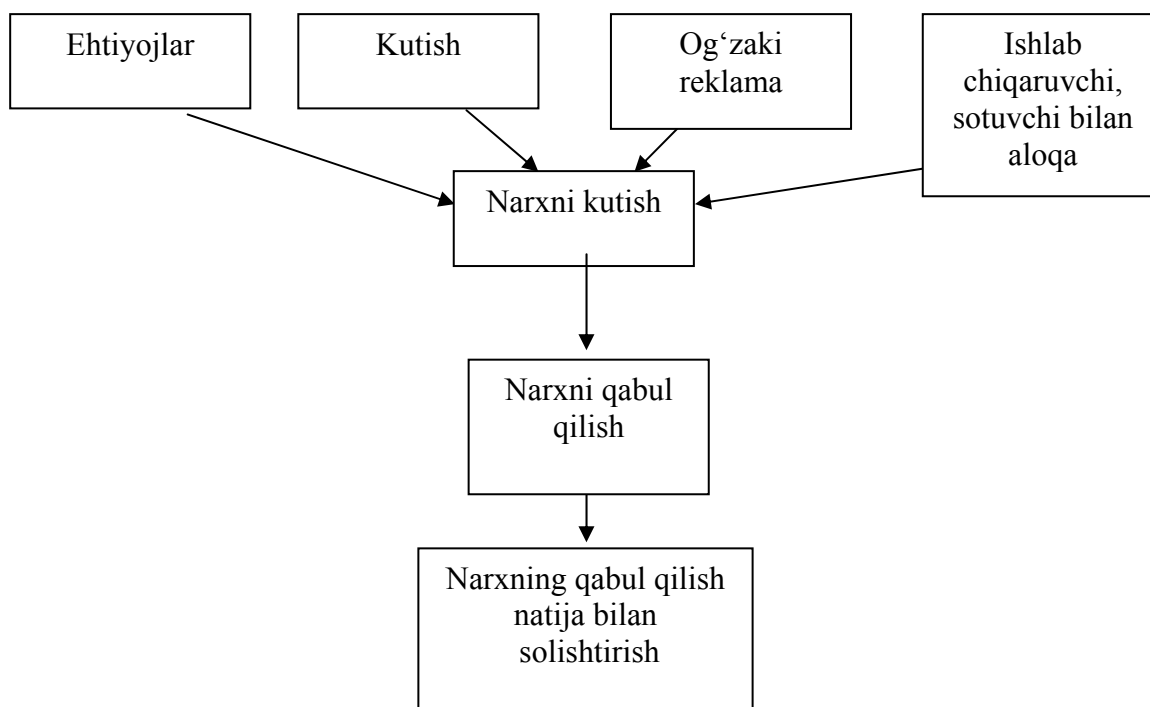 Ehtiyojlar
Kutish
Og‘zaki
reklama
Ishlab
chiqaruvchi,
sotuvchi bilan
aloqa
Narxni kutish
Narxni qabul
qilish
Narxning qabul qilish
natija bilan
solishtirish